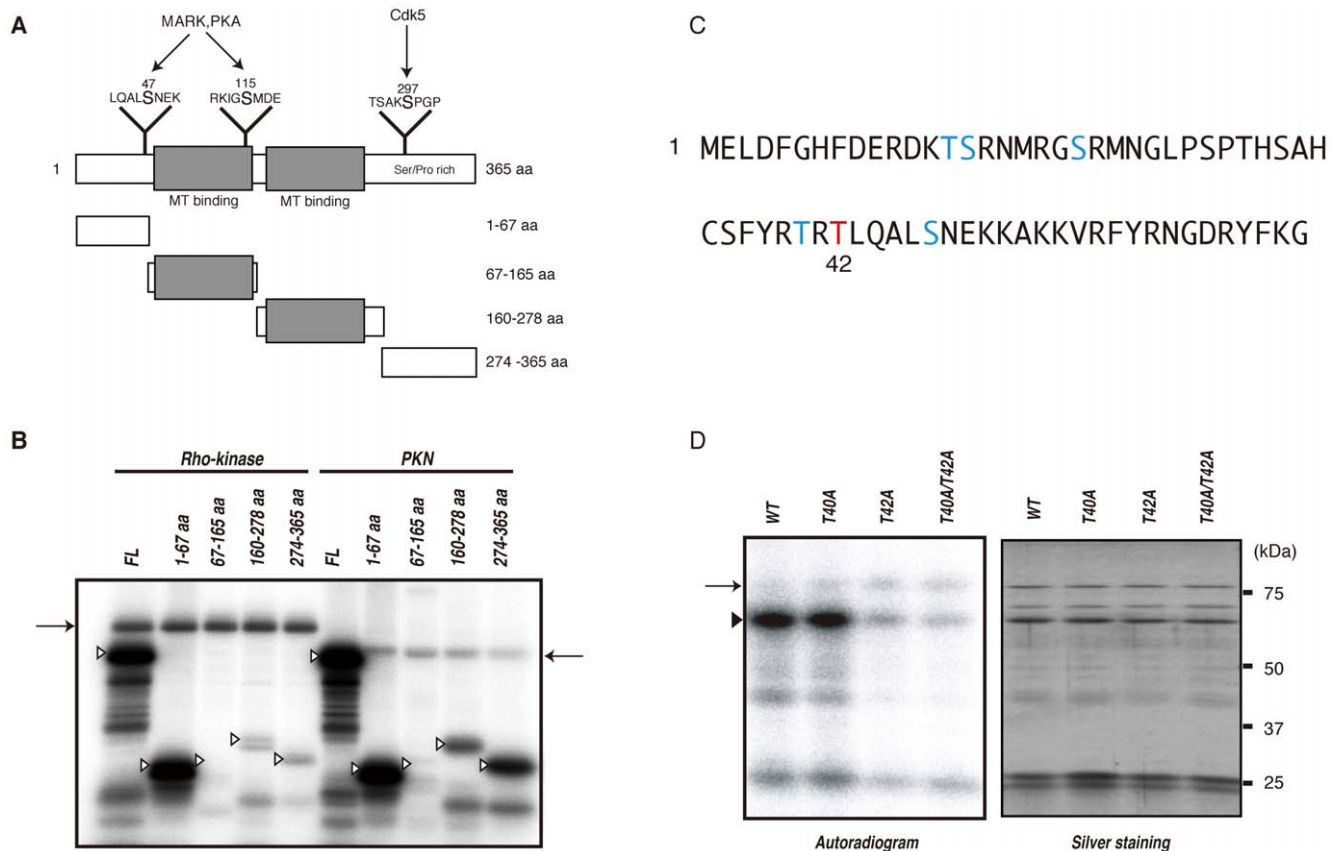 A
MARK,PKA
Cdk5
47
LQALSNEK
115
RKIGSMDE
297
TSAKSPGP
1
MT binding
MT binding
Ser/Pro rich
365 aa
1-67 aa
67-165 aa
160-278 aa
274 -365 aa
B
Rho-kinase
PKN
FL
1-67 aa
67-165 aa
160-278 aa
274-365 aa
FL
1-67 aa
67-165 aa
160-278 aa
274-365 aa
C
1 MELDFGHFDERDKTSRNMRGSRMNGLPSPTHSAH
CSFYRTRTLQALSNEKKAKKVRFYRNGDRYFKG
42
D
WT
T40A
T42A
T40A/T42A
WT
T40A
T42A
T40A/T42A
(kDa)
75
50
37
25
Autoradiogram
Silver staining